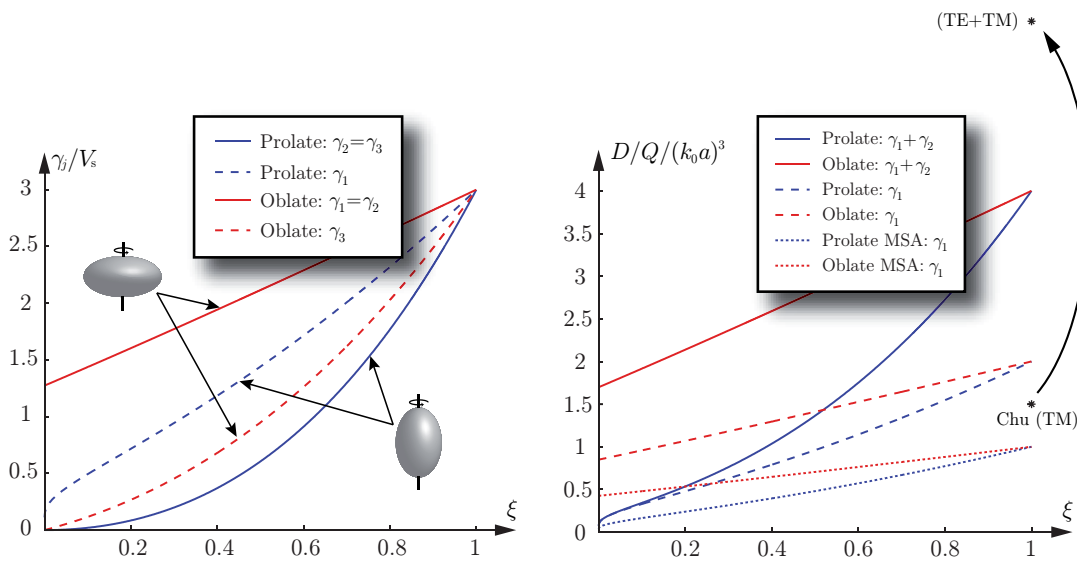 (TE+TM)
γⱼ/Vₛ
Prolate: γ₂=γ₃
Prolate: γ₁
Oblate: γ₁=γ₂
Oblate: γ₃
3
2.5
2
1.5
1
0.5
0
0.2
0.4
0.6
0.8
1
ξ
D/Q/(k₀a)³
Prolate: γ₁+γ₂
Oblate: γ₁+γ₂
Prolate: γ₁
Oblate: γ₁
Prolate MSA: γ₁
Oblate MSA: γ₁
4
3.5
3
2.5
2
1.5
1
0.5
0
Chu (TM)
0.2
0.4
0.6
0.8
1
ξ